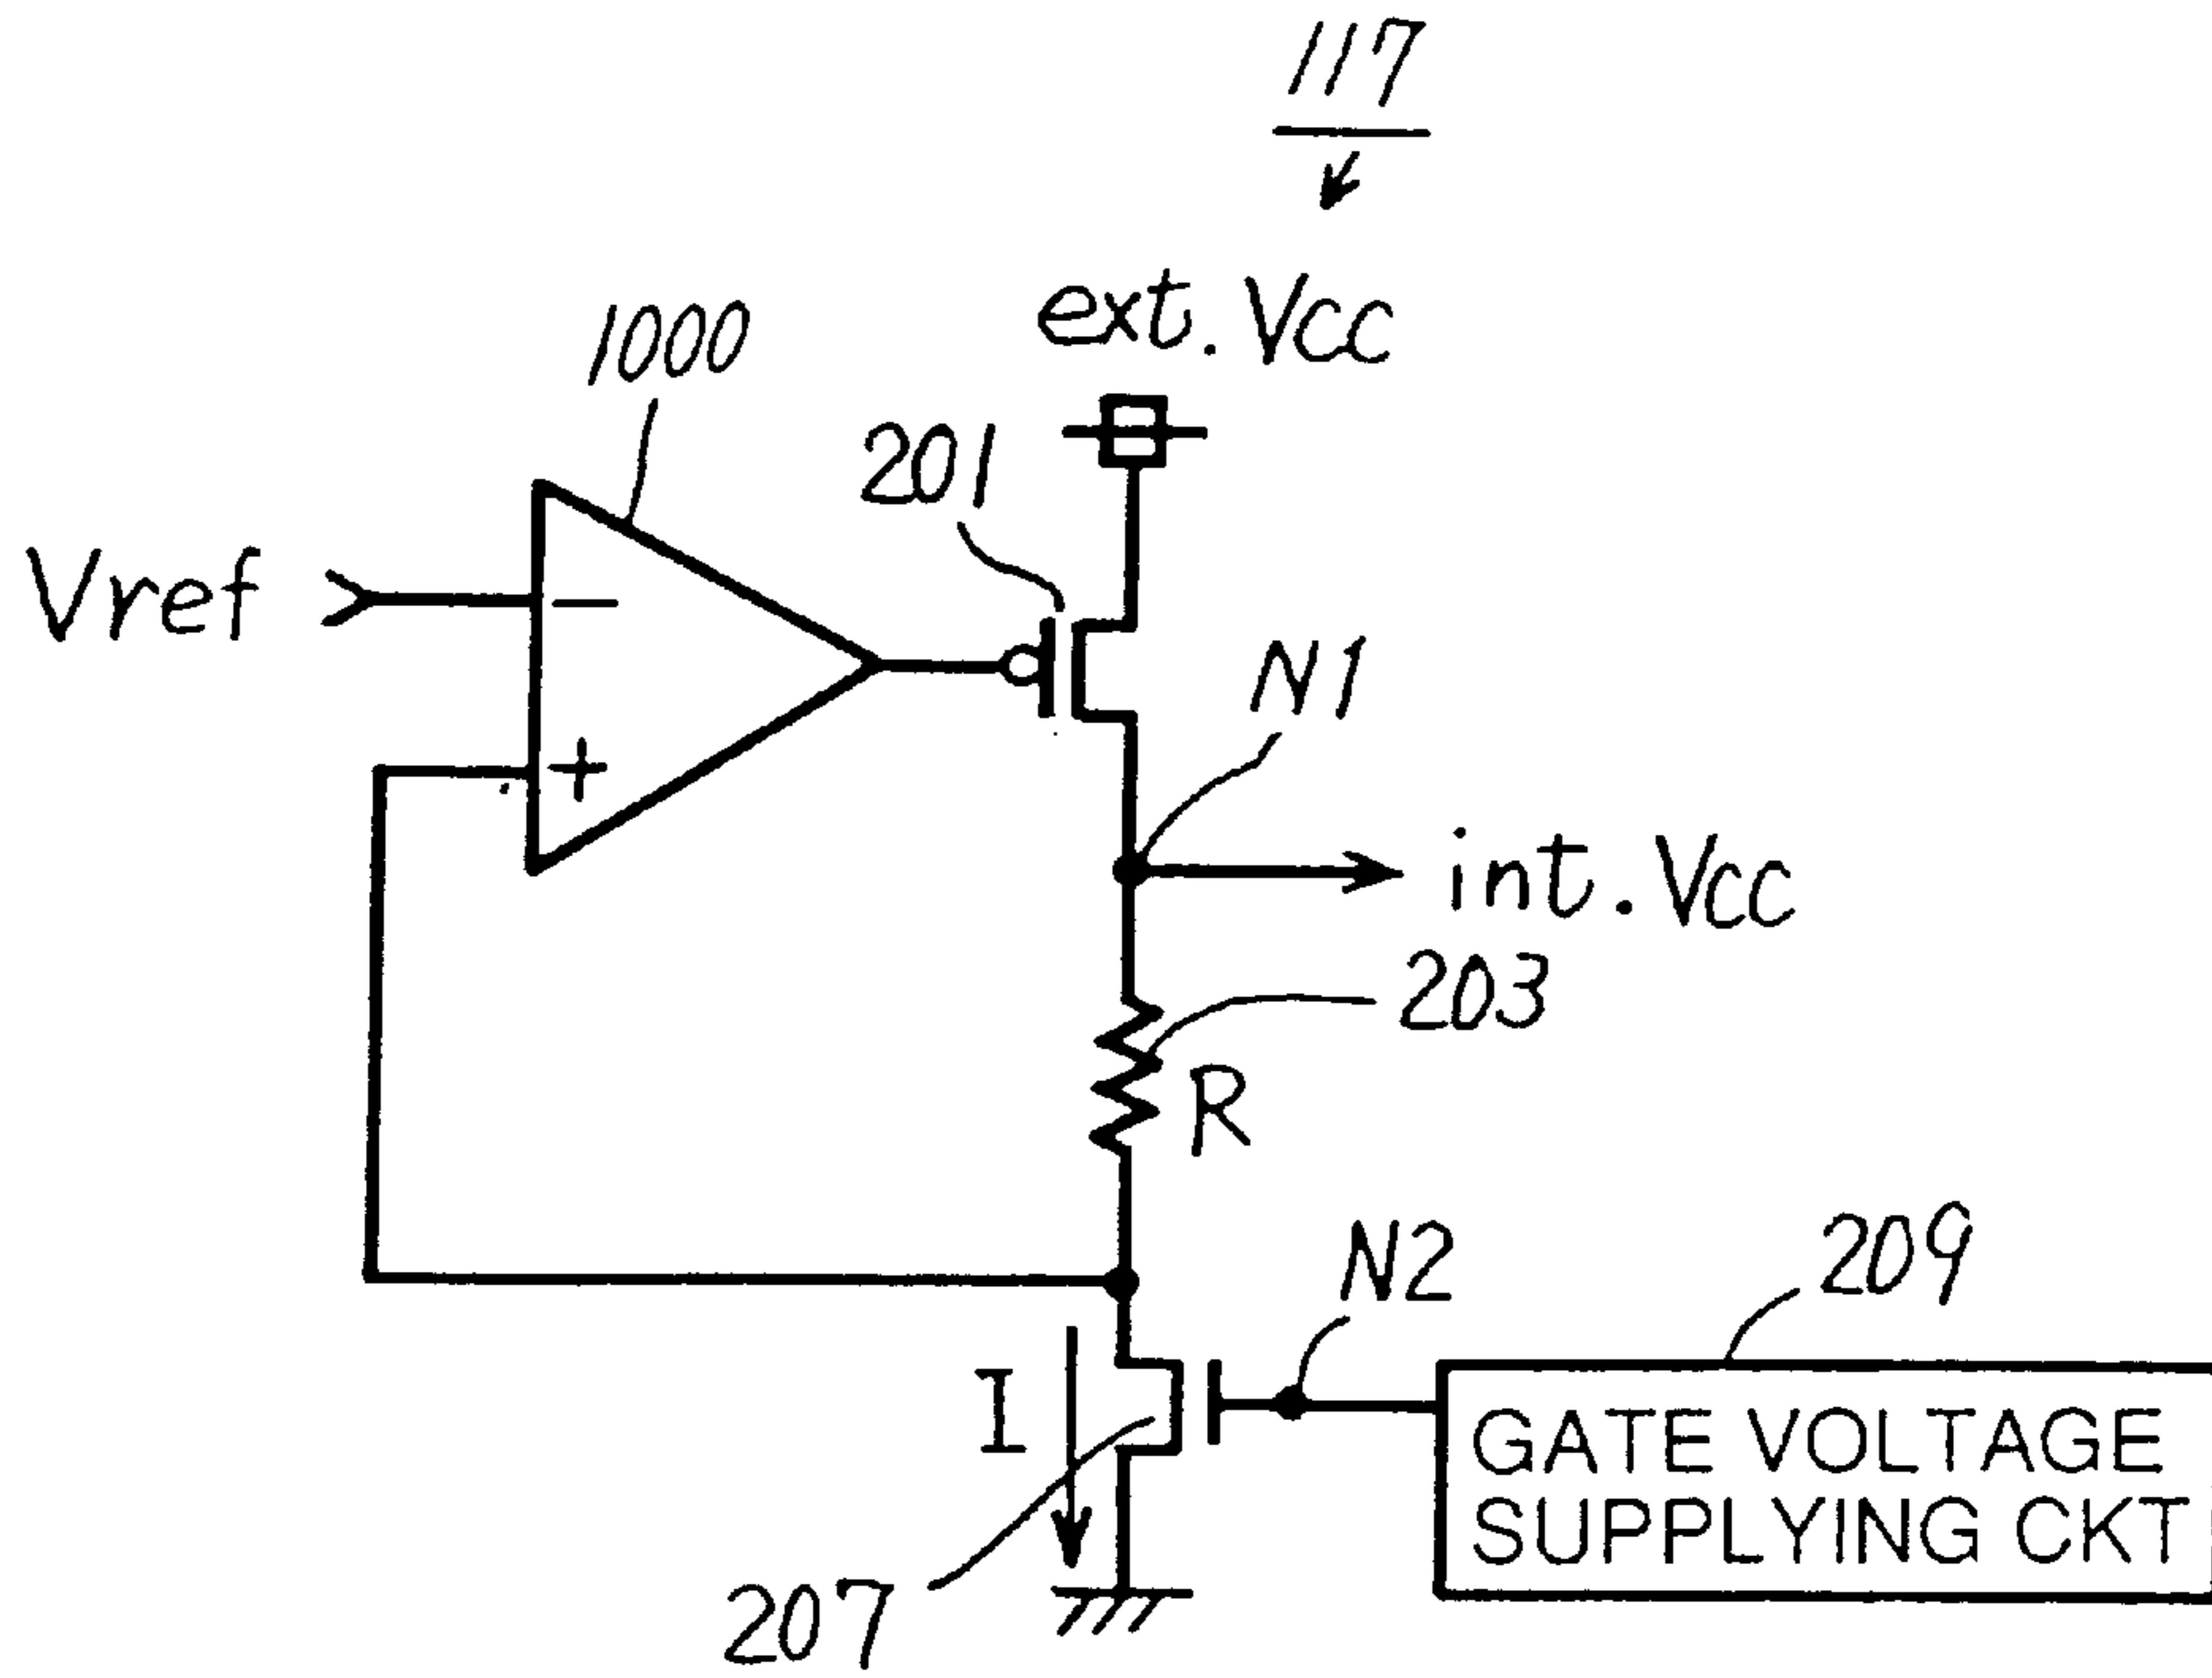 117
ext. Vcc
1000
201
Vref
N1
−
+
int. Vcc
203
R
N2
209
I
GATE VOLTAGE
SUPPLYING CKT
207